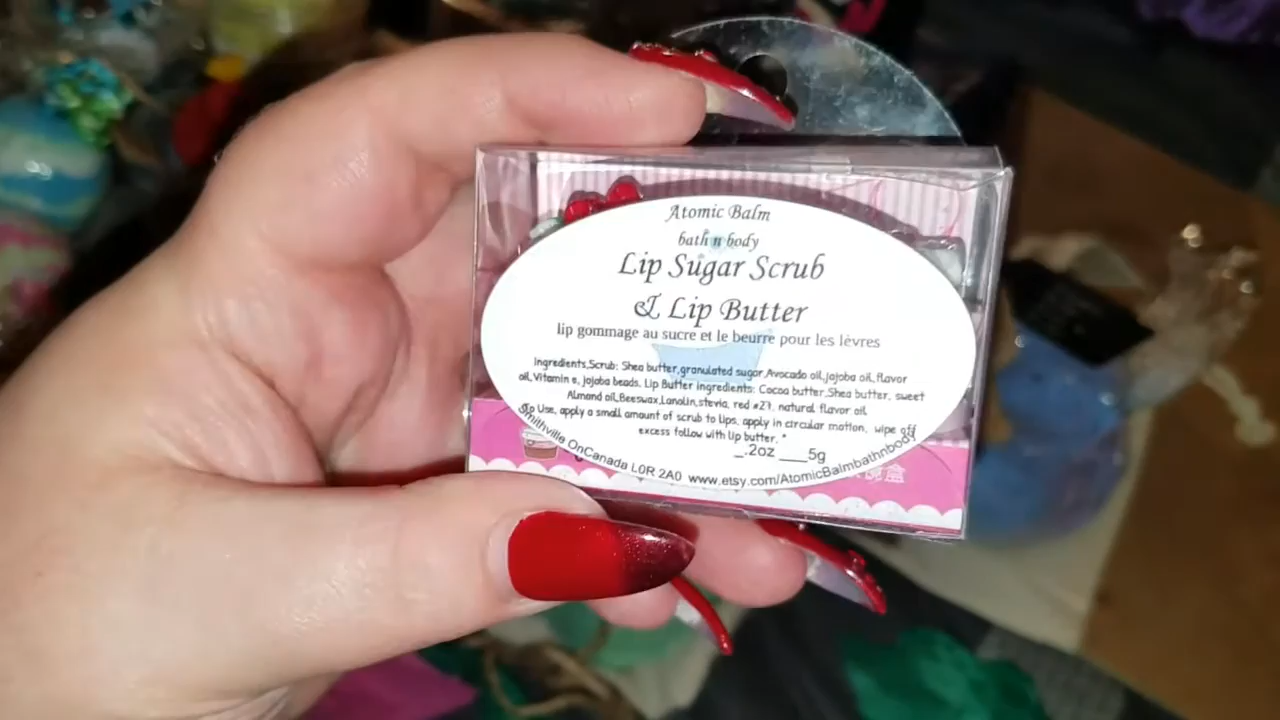 Atomic Balm
bath n body
Lip Sugar Scrub
& Lip Butter
lip gommage au sucre et le beurre pour les lèvres
Ingredients,Scrub: Shea butter,granulated sugar,Avocado oil,jojoba oil,flavor
oil,Vitamin e, jojoba beads. Lip Butter ingredients: Cocoa butter,Shea butter, sweet
Almond oil,Beeswax,Lanolin,stevia, red #27, natural flavor oil
To Use, apply a small amount of scrub to lips, apply in circular motion, wipe off
excess follow with lip butter. "
_.2oz ___5g
Smithville OnCanada L0R 2A0 www.etsy.com/AtomicBalmbathnbody